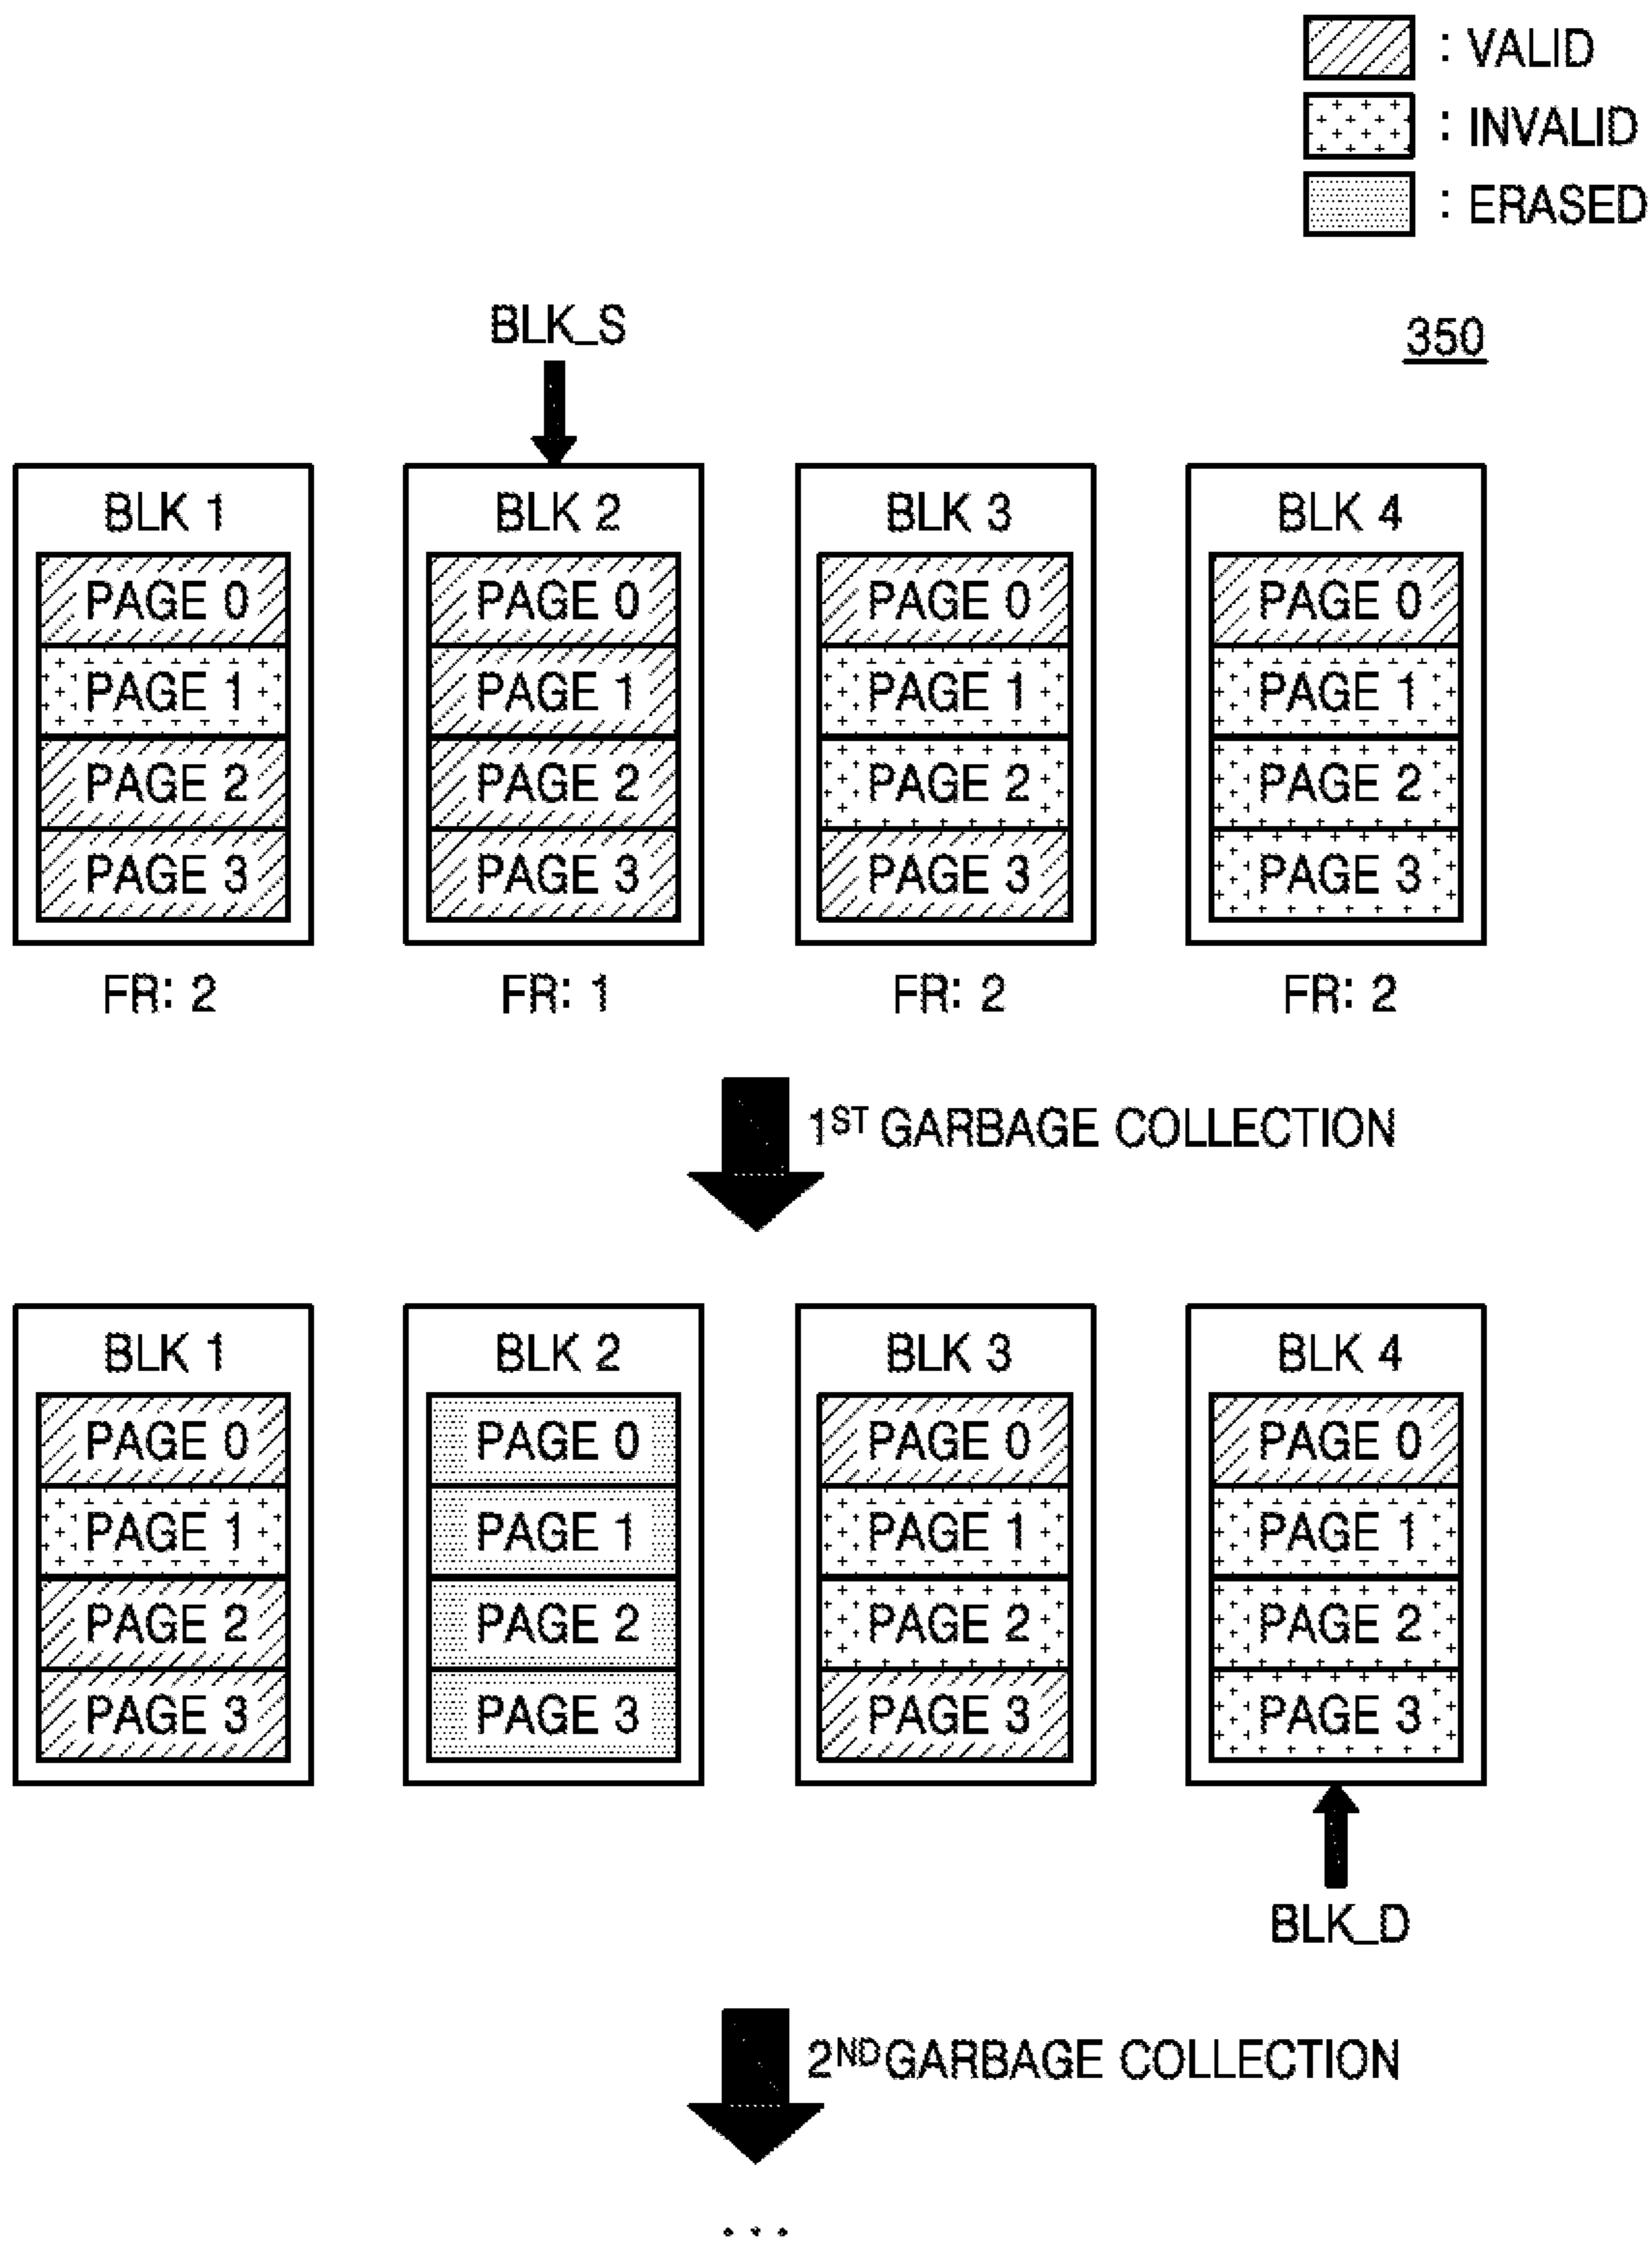 : VALID
: INVALID
: ERASED
BLK_S
350
BLK 1 BLK 2 BLK 3 BLK 4
PAGE 0 PAGE 0 PAGE 0 PAGE 0
PAGE 1 PAGE 1 PAGE 1 PAGE 1
PAGE 2 PAGE 2 PAGE 2 PAGE 2
PAGE 3 PAGE 3 PAGE 3 PAGE 3
FR: 2 FR: 1 FR: 2 FR: 2
1ST GARBAGE COLLECTION
BLK 1 BLK 2 BLK 3 BLK 4
PAGE 0 PAGE 0 PAGE 0 PAGE 0
PAGE 1 PAGE 1 PAGE 1 PAGE 1
PAGE 2 PAGE 2 PAGE 2 PAGE 2
PAGE 3 PAGE 3 PAGE 3 PAGE 3
BLK_D
2ND GARBAGE COLLECTION
...